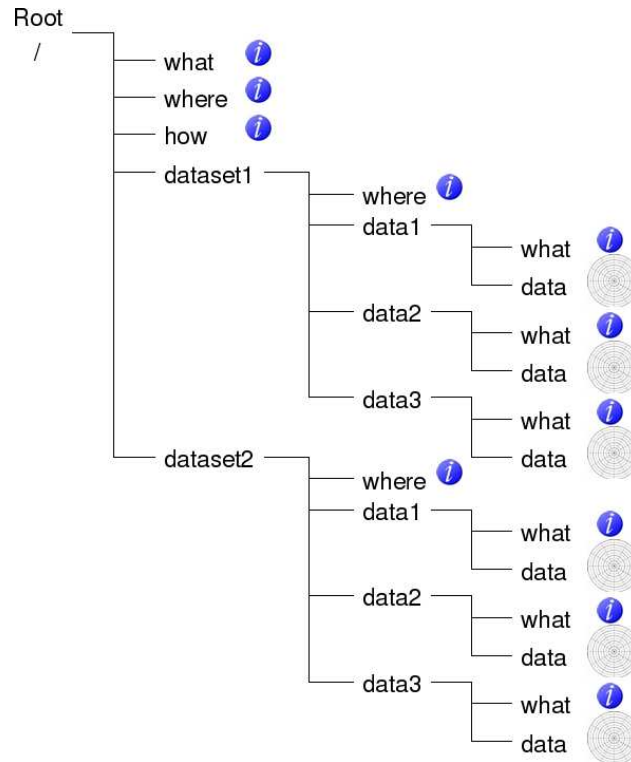 Root
/
what i
where i
how i
dataset1
where i
data1
what i
data
data2
what i
data
data3
what i
data
dataset2
where i
data1
what i
data
data2
what i
data
data3
what i
data